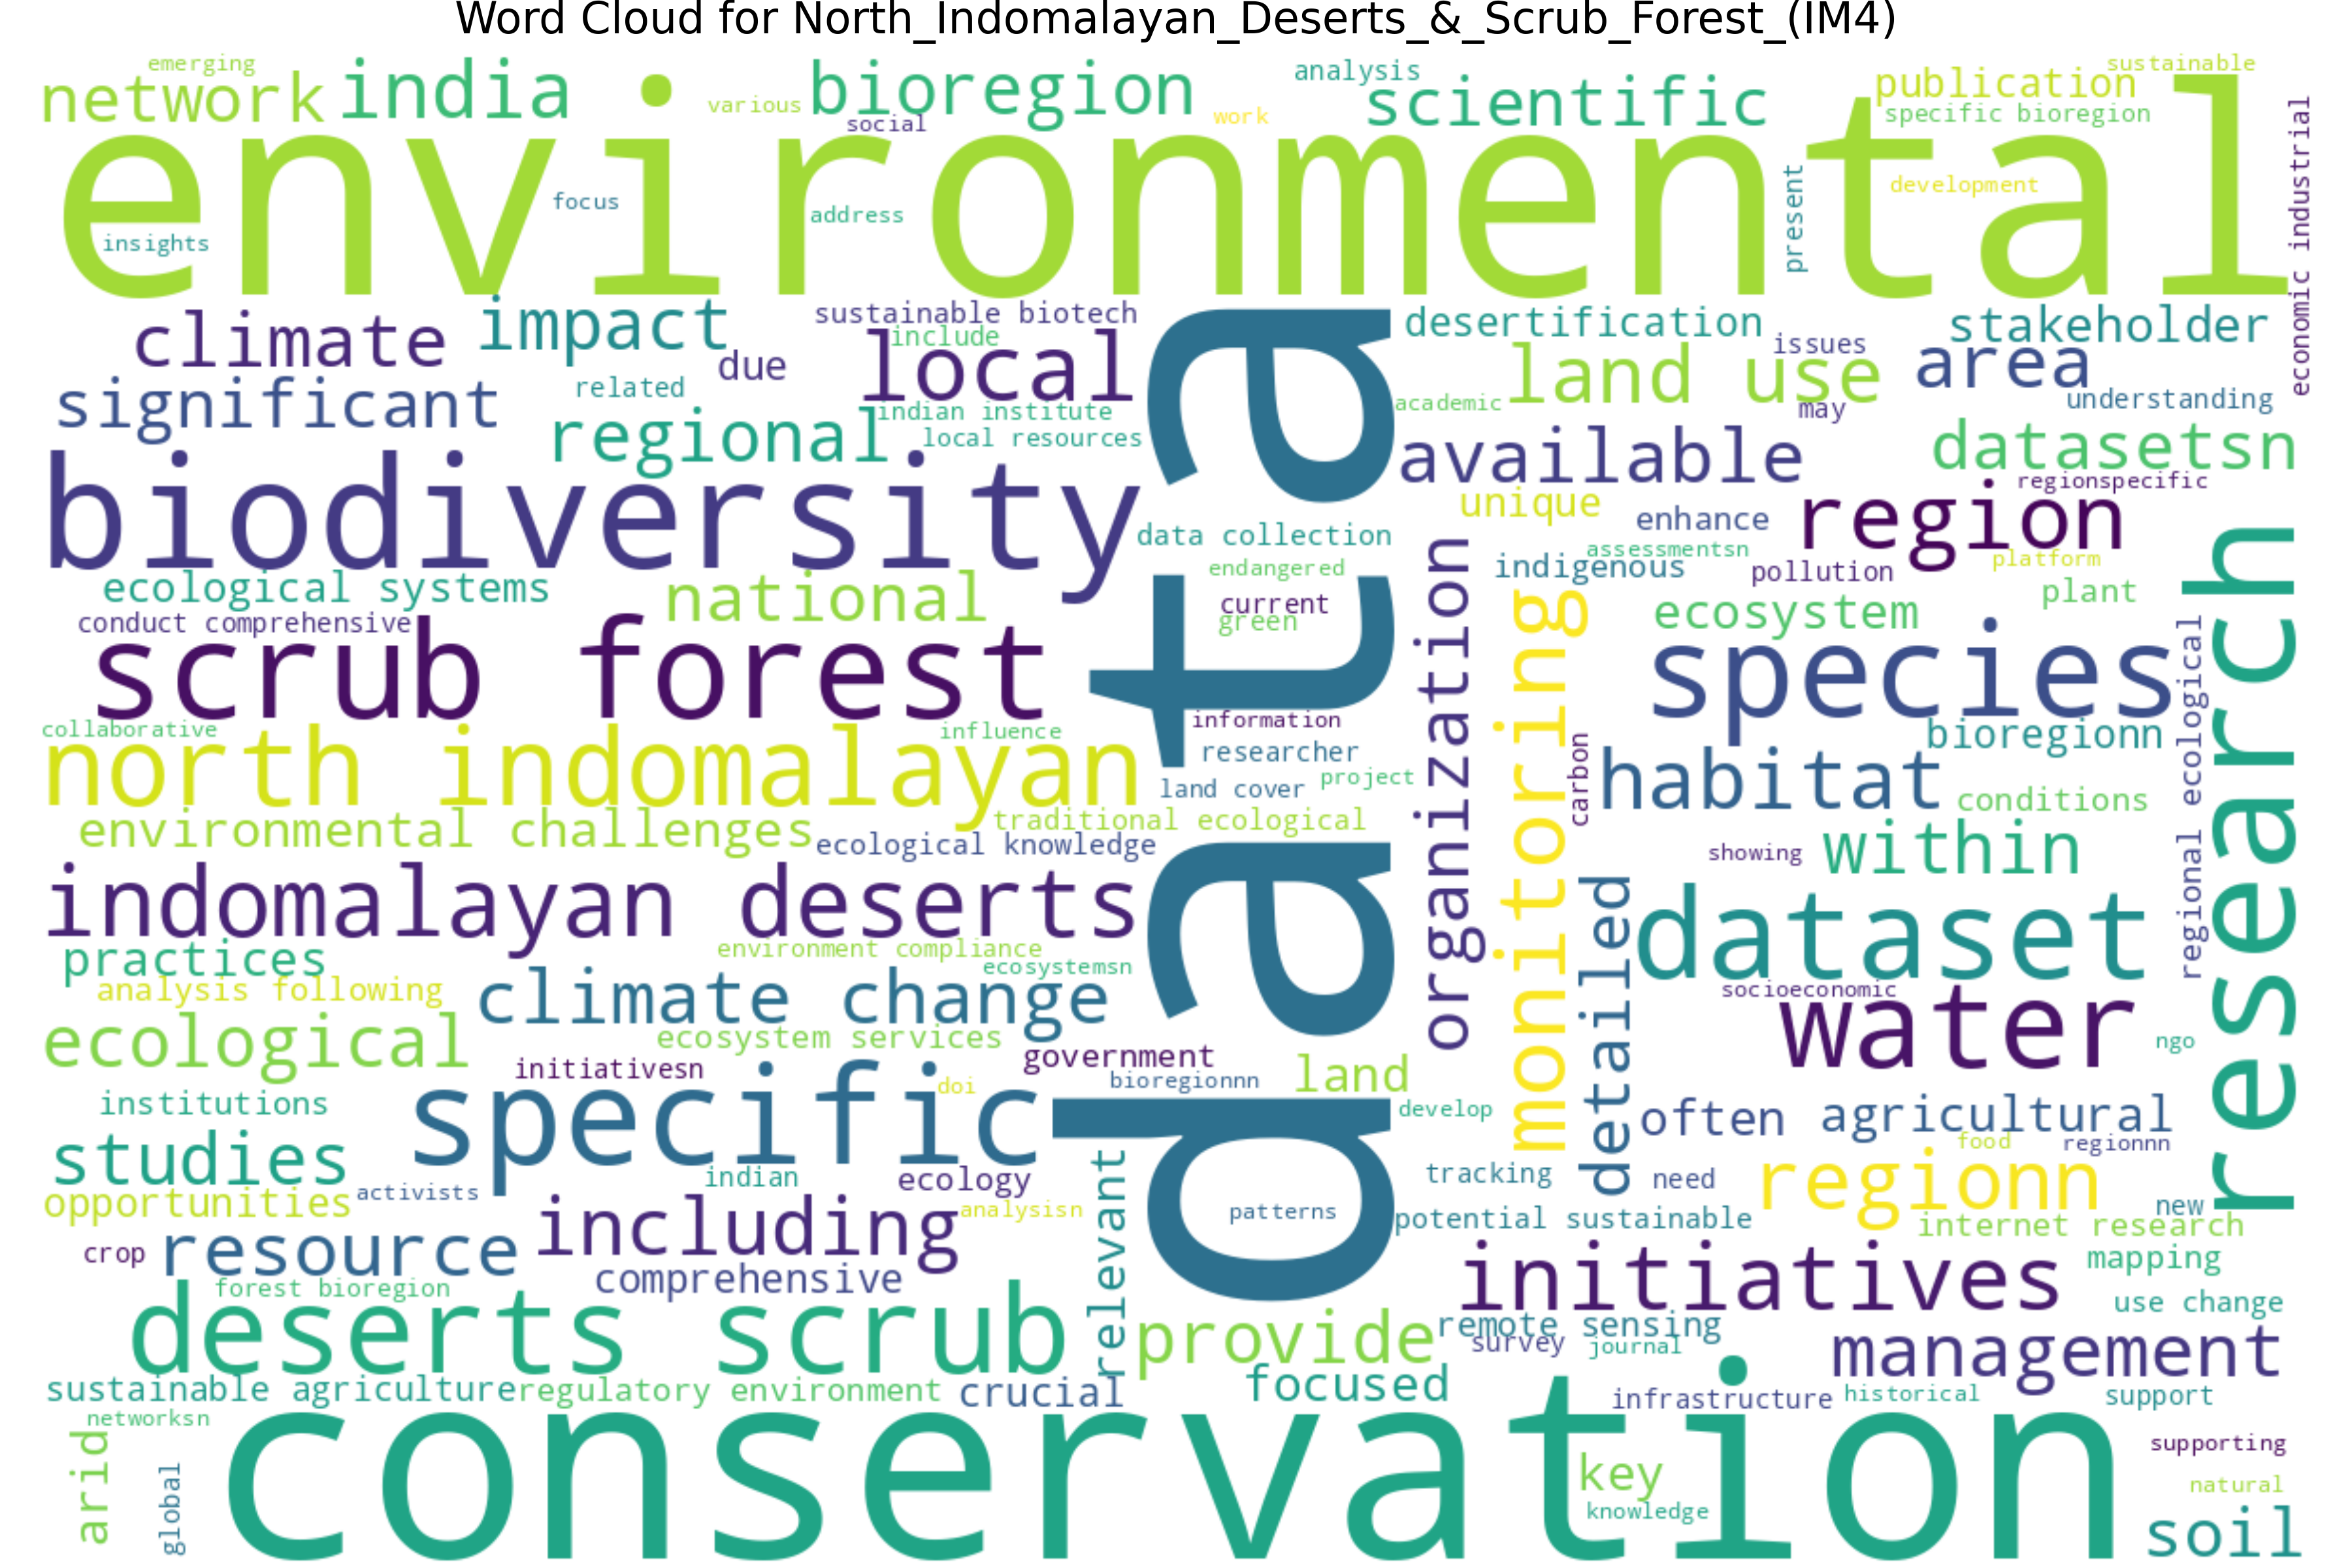 Word Cloud for North_Indomalayan_Deserts_&_Scrub_Forest_(IM4)
emerging
network
india
various
bioregion
social
work
analysis
scientific
publication
sustainable
specific bioregion
environmental
focus
insights
address
present
development
economic industrial
climate
impact
due
sustainable biotech
include
local
significant
related
regional
indian institute
local resources
data
desertification
issues
stakeholder
land use
area
academic
may
understanding
available
datasetsn
regionspecific
biodiversity
unique
enhance
region
data collection
assessmentsn
platform
indigenous
pollution
plant
ecological systems
national
endangered
current
green
ecosystem
conduct comprehensive
scrub forest
organization
monitoring
species
regional ecological
research
collaborative
influence
information
north indomalayan
researcher
bioregionn
land cover
project
carbon
habitat
conditions
environmental challenges
traditional ecological
ecological knowledge
showing
within
indomalayan deserts
detailed
dataset
practices
environment compliance
ecosystemsn
analysis following
climate change
socioeconomic
water
ecological
ecosystem services
ngo
initiativesn
government
doi
bioregionnn
land
institutions
specific
develop
often
agricultural
studies
food
regionnn
indian
ecology
relevant
tracking
need
regionn
opportunities
activists
analysisn
patterns
potential sustainable
new
internet research
crop
resource
including
initiatives
mapping
comprehensive
forest bioregion
use change
deserts scrub
provide
remote sensing
survey
journal
management
sustainable agriculture
regulatory environment
crucial
focused
infrastructure
historical
support
networksn
arid
global
conservation
key
knowledge
supporting
natural
soil